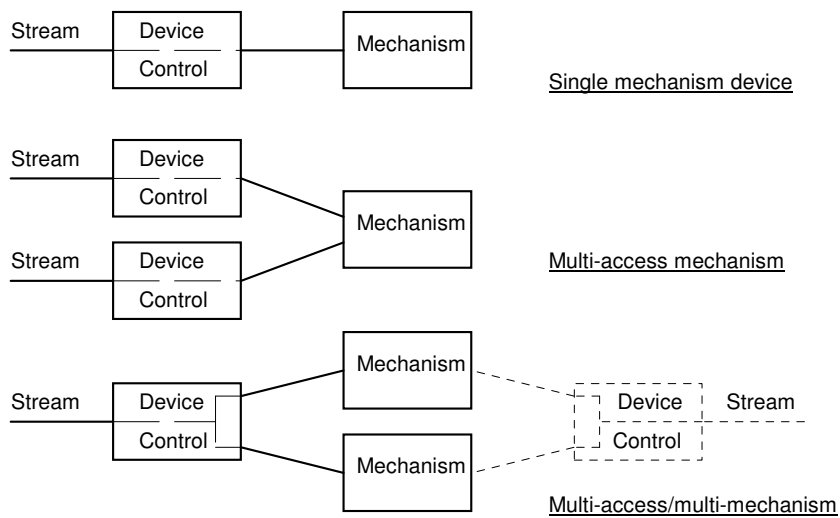 Stream
Device
Control
Mechanism
Single mechanism device
Stream
Device
Control
Mechanism
Stream
Device
Control
Multi-access mechanism
Mechanism
Stream
Device
Control
Device
Control
Stream
Mechanism
Multi-access/multi-mechanism